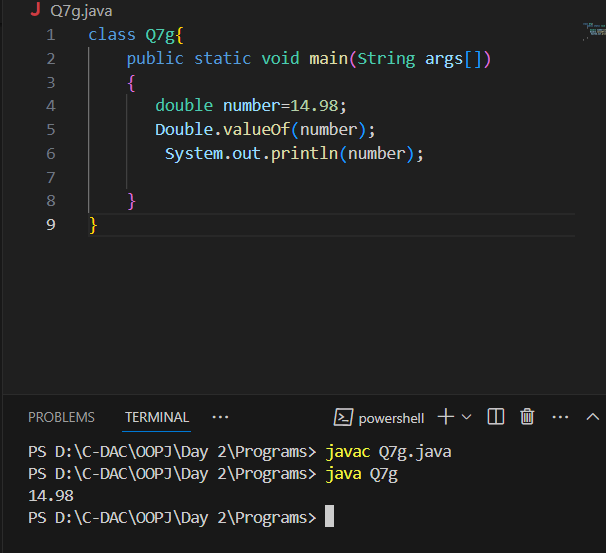 J Q7g.java
1 class Q7g{
2 public static void main(String args[])
3 {
4 double number=14.98;
5 Double.valueOf(number);
6 System.out.println(number);
7
8 }
9 }
PROBLEMS TERMINAL ··· powershell ···
PS D:\C-DAC\OOPJ\Day 2\Programs> javac Q7g.java
PS D:\C-DAC\OOPJ\Day 2\Programs> java Q7g
14.98
PS D:\C-DAC\OOPJ\Day 2\Programs>